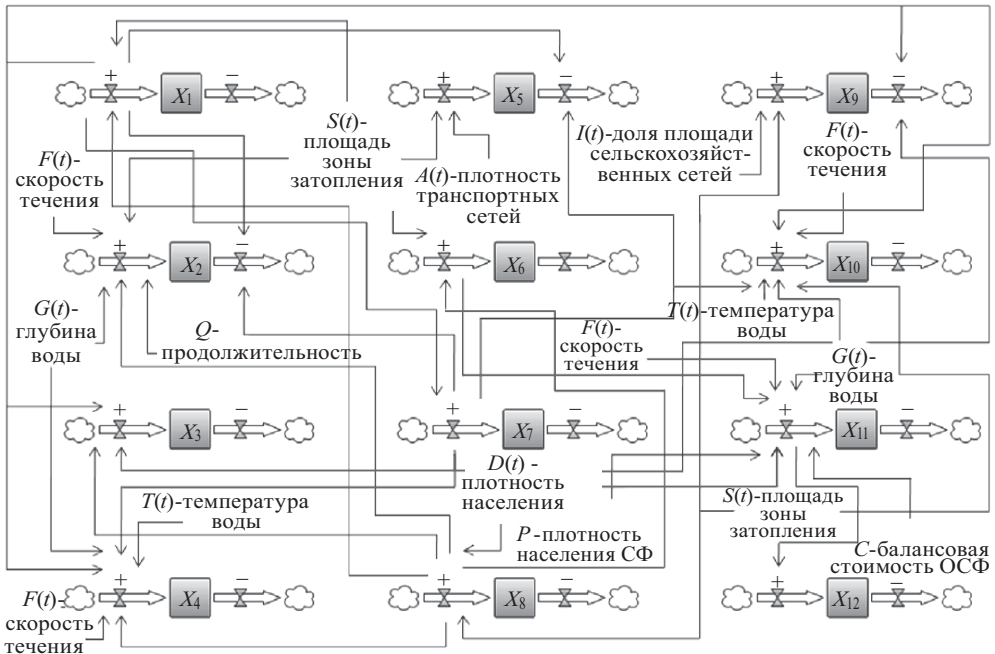 +
−
X1
+
−
X5
+
−
X9
S(t)-
площадь
зоны
затопления
A(t)-плотность
транспортных
сетей
I(t)-доля площади
сельскохозяйст-
венных сетей
F(t)-
скорость
течения
F(t)-
скорость
течения
+
−
X2
+
−
X6
+
−
X10
G(t)-
глубина
воды
Q-
продолжительность
F(t)-
скорость
течения
T(t)-температура
воды
G(t)-
глубина
воды
+
−
X3
+
−
X7
+
−
X11
T(t)-температура
воды
D(t) -
плотность
населения
P-плотность
населения СФ
S(t)-площадь
зоны
затопления
C-балансовая
стоимость ОСФ
F(t)-
скорость
течения
+
−
X4
+
−
X8
+
−
X12